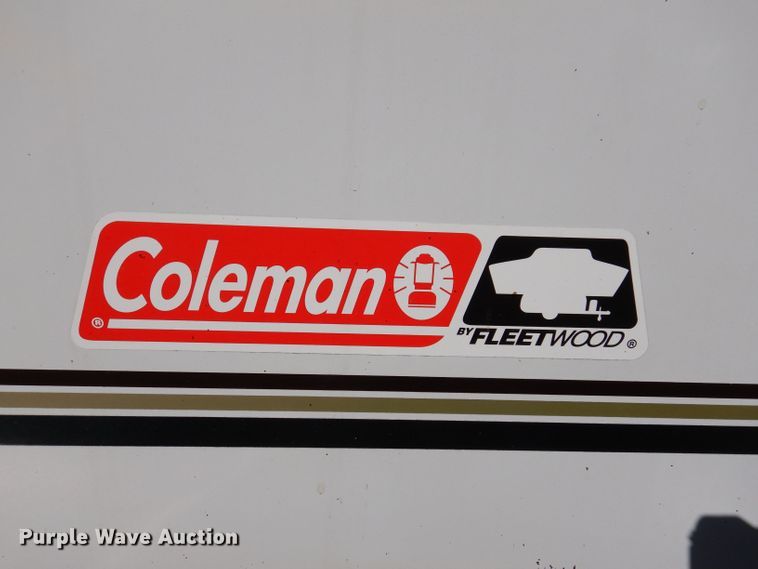 Coleman
®
BY FLEETWOOD ®
Purple Wave Auction